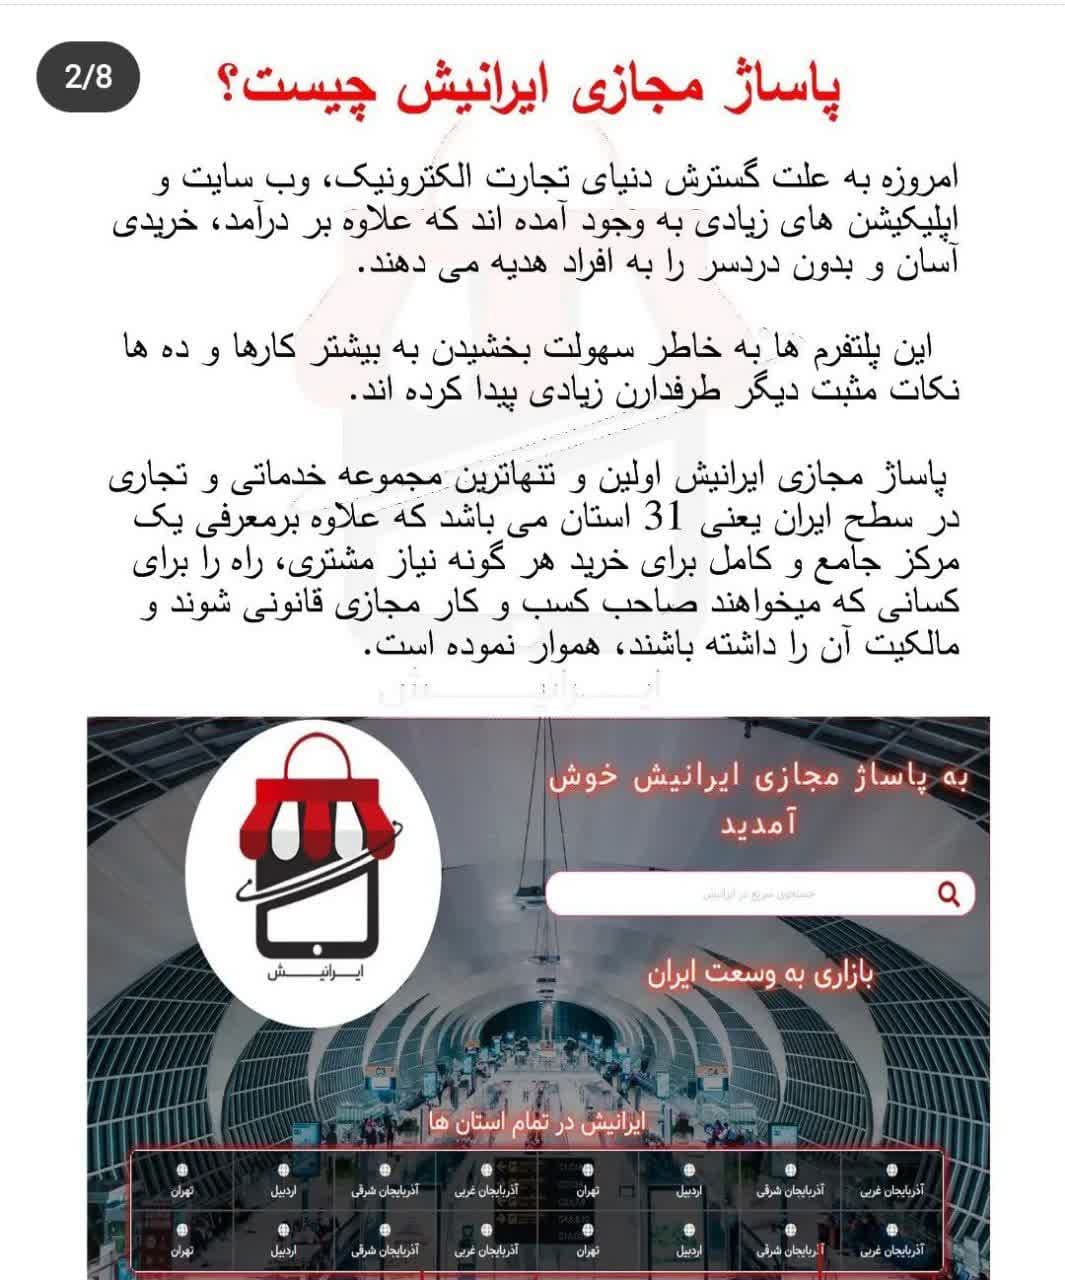 2/8
پاساژ مجازی ایرانیش چیست؟
امروزه به علت گسترش دنیای تجارت الکترونیک، وب سایت و
اپلیکیشن های زیادی به وجود آمده اند که علاوه بر درآمد، خریدی
آسان و بدون دردسر را به افراد هدیه می دهند.
این پلتفرم ها به خاطر سهولت بخشیدن به بیشتر کارها و ده ها
نکات مثبت دیگر طرفدارن زیادی پیدا کرده اند.
پاساژ مجازی ایرانیش اولین و تنهاترین مجموعه خدماتی و تجاری
در سطح ایران یعنی 31 استان می باشد که علاوه برمعرفی یک
مرکز جامع و کامل برای خرید هر گونه نیاز مشتری، راه را برای
کسانی که میخواهند صاحب کسب و کار مجازی قانونی شوند و
مالکیت آن را داشته باشند، هموار نموده است.
ایرانیش
به پاساژ مجازی ایرانیش خوش
آمدید
جستجوی سریع در ایرانیش
بازاری به وسعت ایران
ایرانیش
ایرانیش در تمام استان ها
آذربایجان غربی آذربایجان شرقی اردبیل تهران آذربایجان غربی آذربایجان شرقی اردبیل تهران
آذربایجان غربی آذربایجان شرقی اردبیل تهران آذربایجان غربی آذربایجان شرقی اردبیل تهران